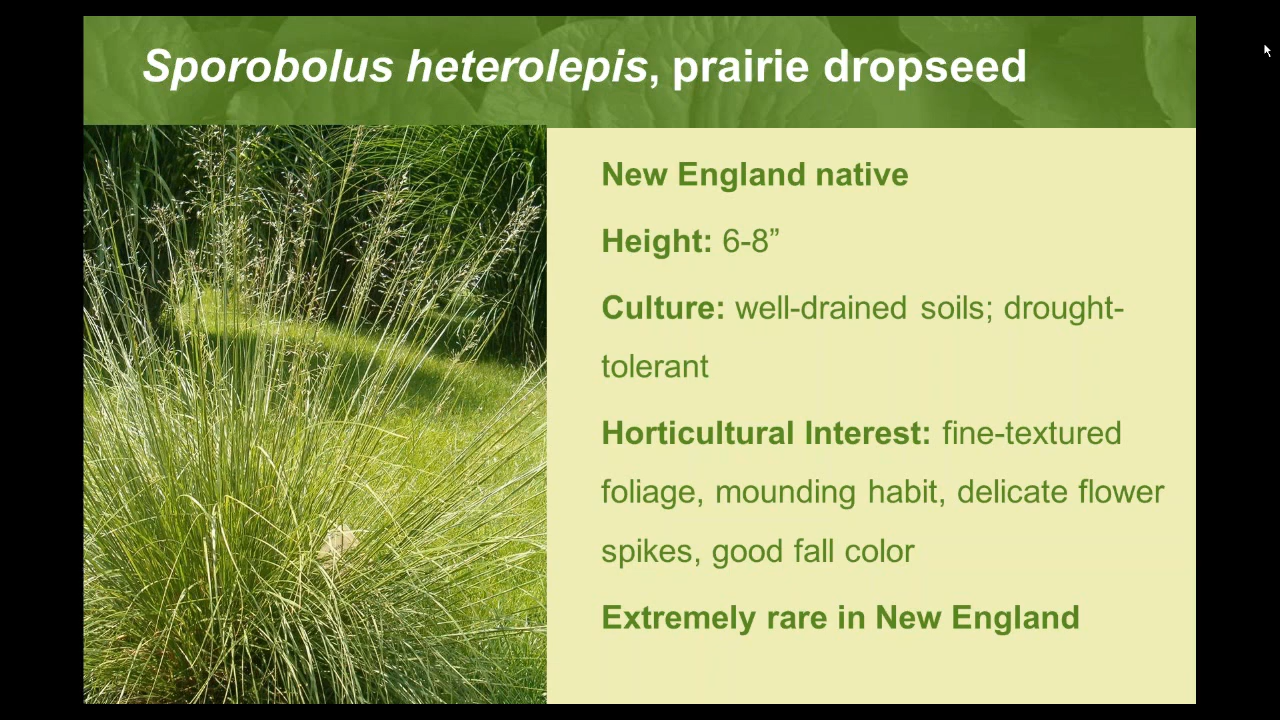 Sporobolus heterolepis, prairie dropseed
New England native
Height: 6-8”
Culture: well-drained soils; drought-
tolerant
Horticultural Interest: fine-textured
foliage, mounding habit, delicate flower
spikes, good fall color
Extremely rare in New England